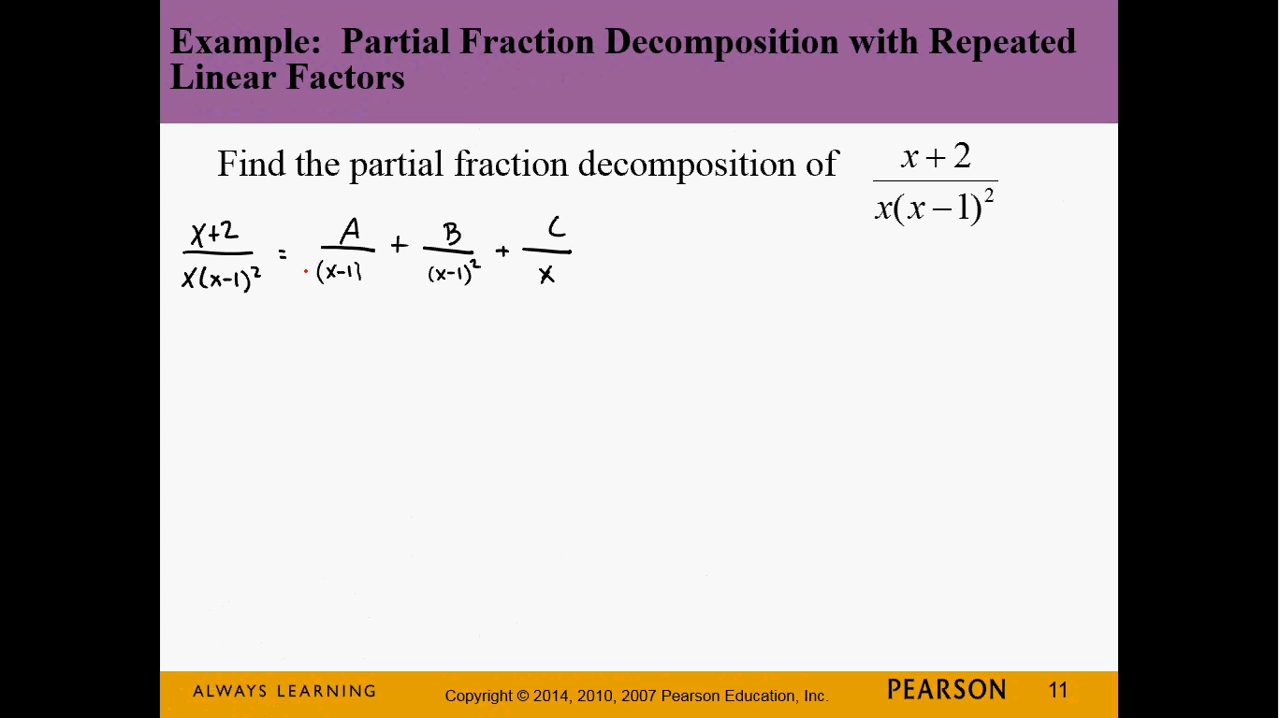 Example: Partial Fraction Decomposition with Repeated
Linear Factors
Find the partial fraction decomposition of (x + 2)/(x(x − 1)²)
(x+2)/(x(x-1)²) = A/(x-1) + B/(x-1)² + C/x
ALWAYS LEARNING
Copyright © 2014, 2010, 2007 Pearson Education, Inc.
PEARSON
11